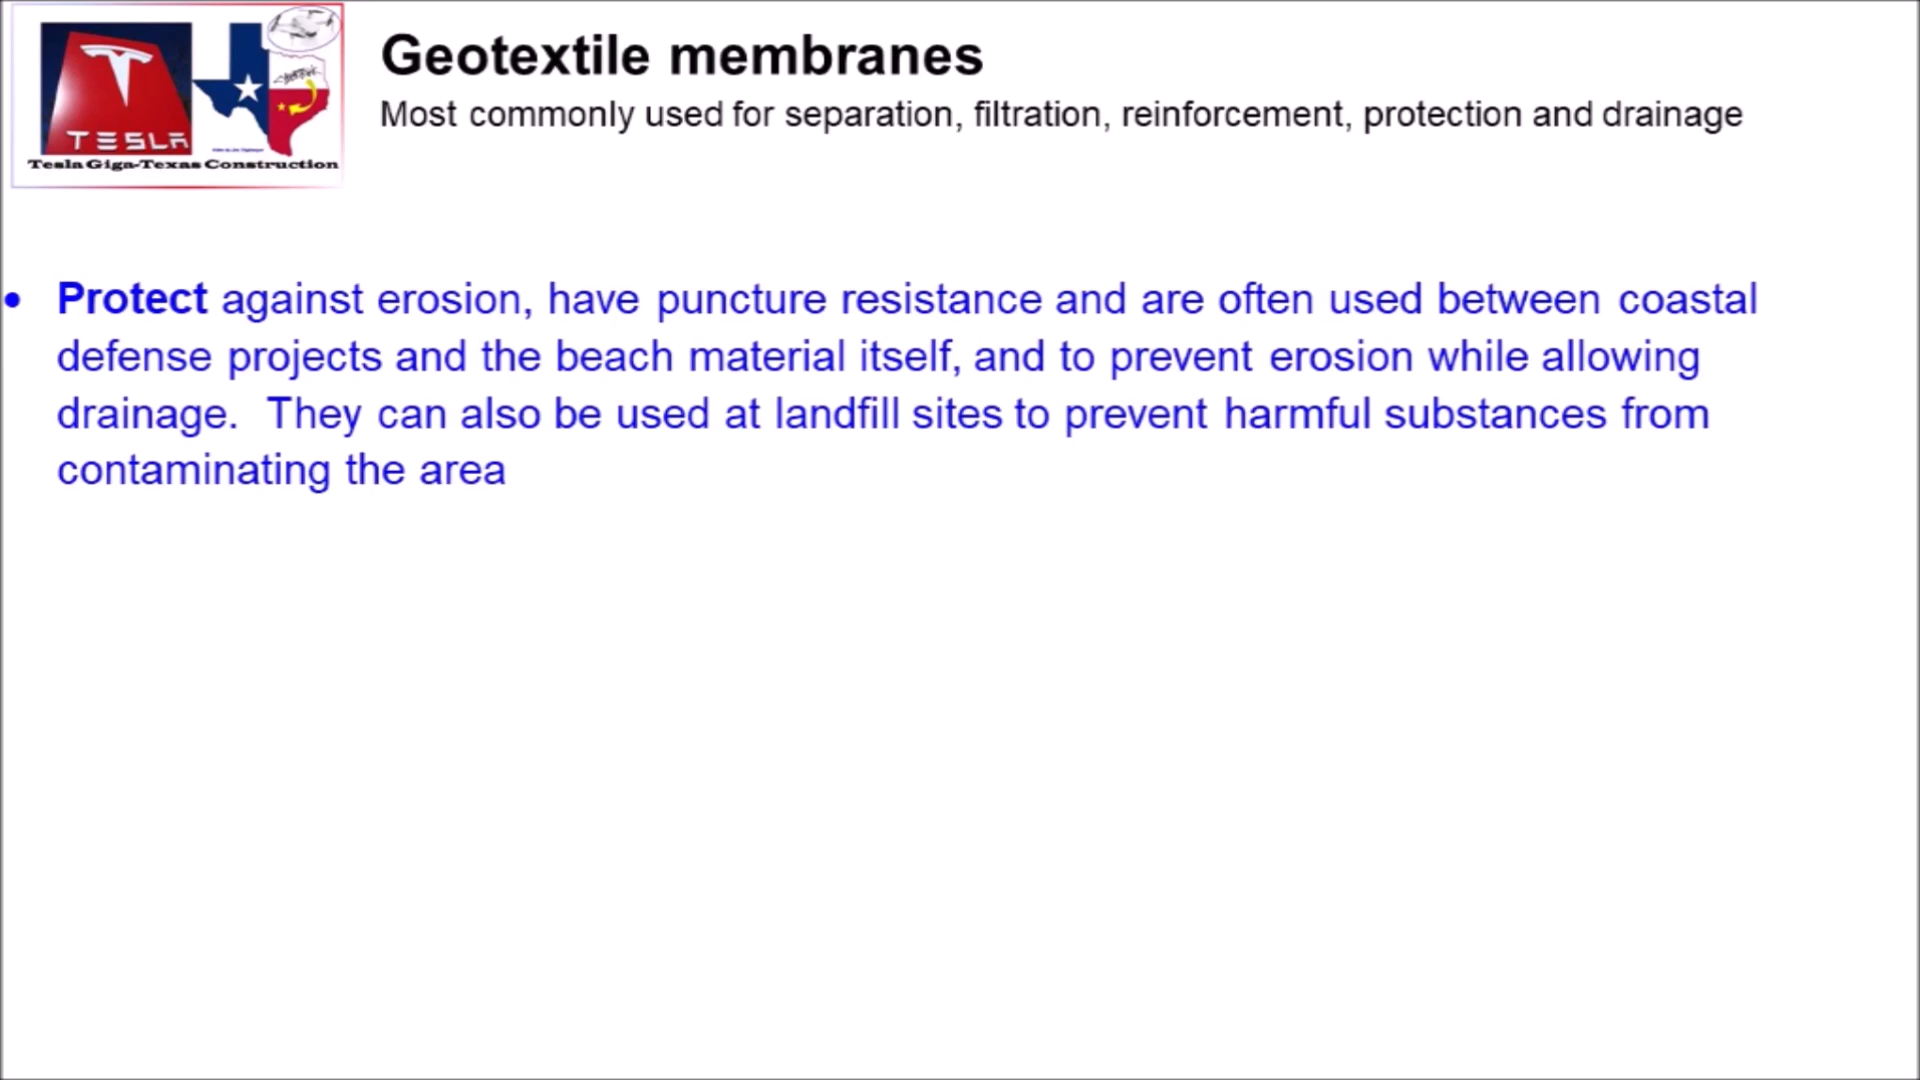 TESLA
Tesla Giga-Texas Construction
Geotextile membranes
Most commonly used for separation, filtration, reinforcement, protection and drainage
• Protect against erosion, have puncture resistance and are often used between coastal
defense projects and the beach material itself, and to prevent erosion while allowing
drainage. They can also be used at landfill sites to prevent harmful substances from
contaminating the area